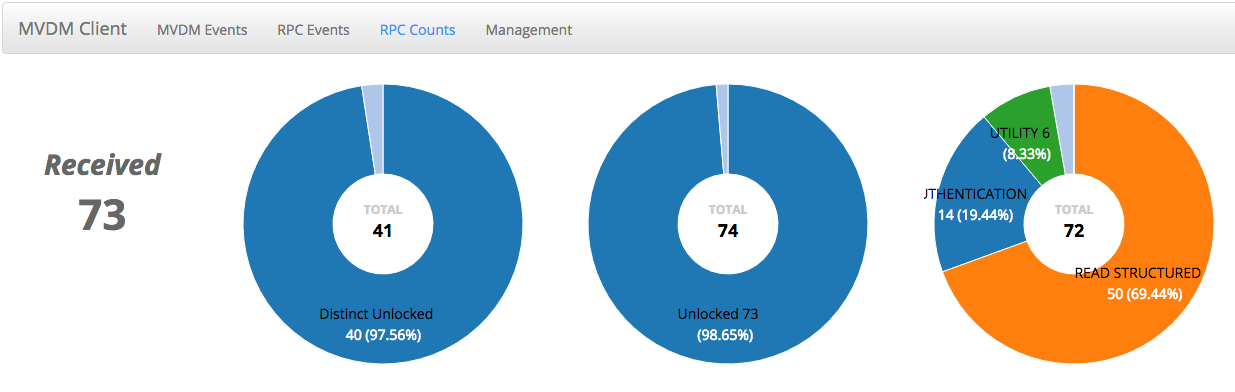 MVDM Client MVDM Events RPC Events RPC Counts Management
Received
73
TOTAL
41
Distinct Unlocked
40 (97.56%)
TOTAL
74
Unlocked 73
(98.65%)
UTILITY 6
(8.33%)
UTHENTICATION
14 (19.44%)
TOTAL
72
READ STRUCTURED
50 (69.44%)